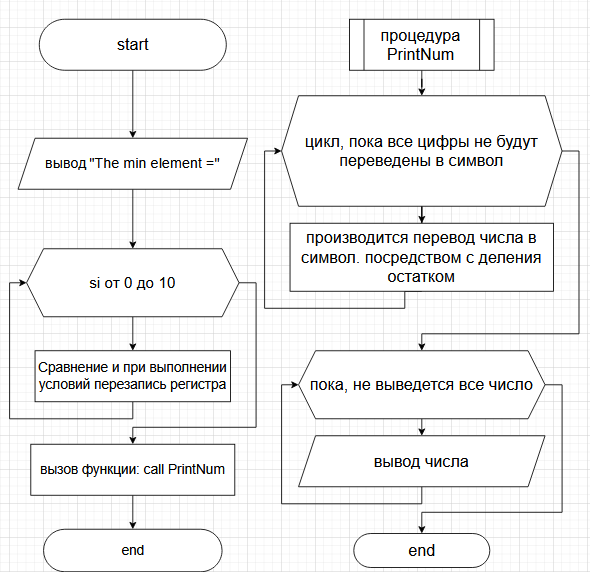 start
вывод "The min element ="
si от 0 до 10
Сравнение и при выполнении
условий перезапись регистра
вызов функции: call PrintNum
end
процедура
PrintNum
цикл, пока все цифры не будут
переведены в символ
производится перевод числа в
символ. посредством с деления
остатком
пока, не выведется все число
вывод числа
end